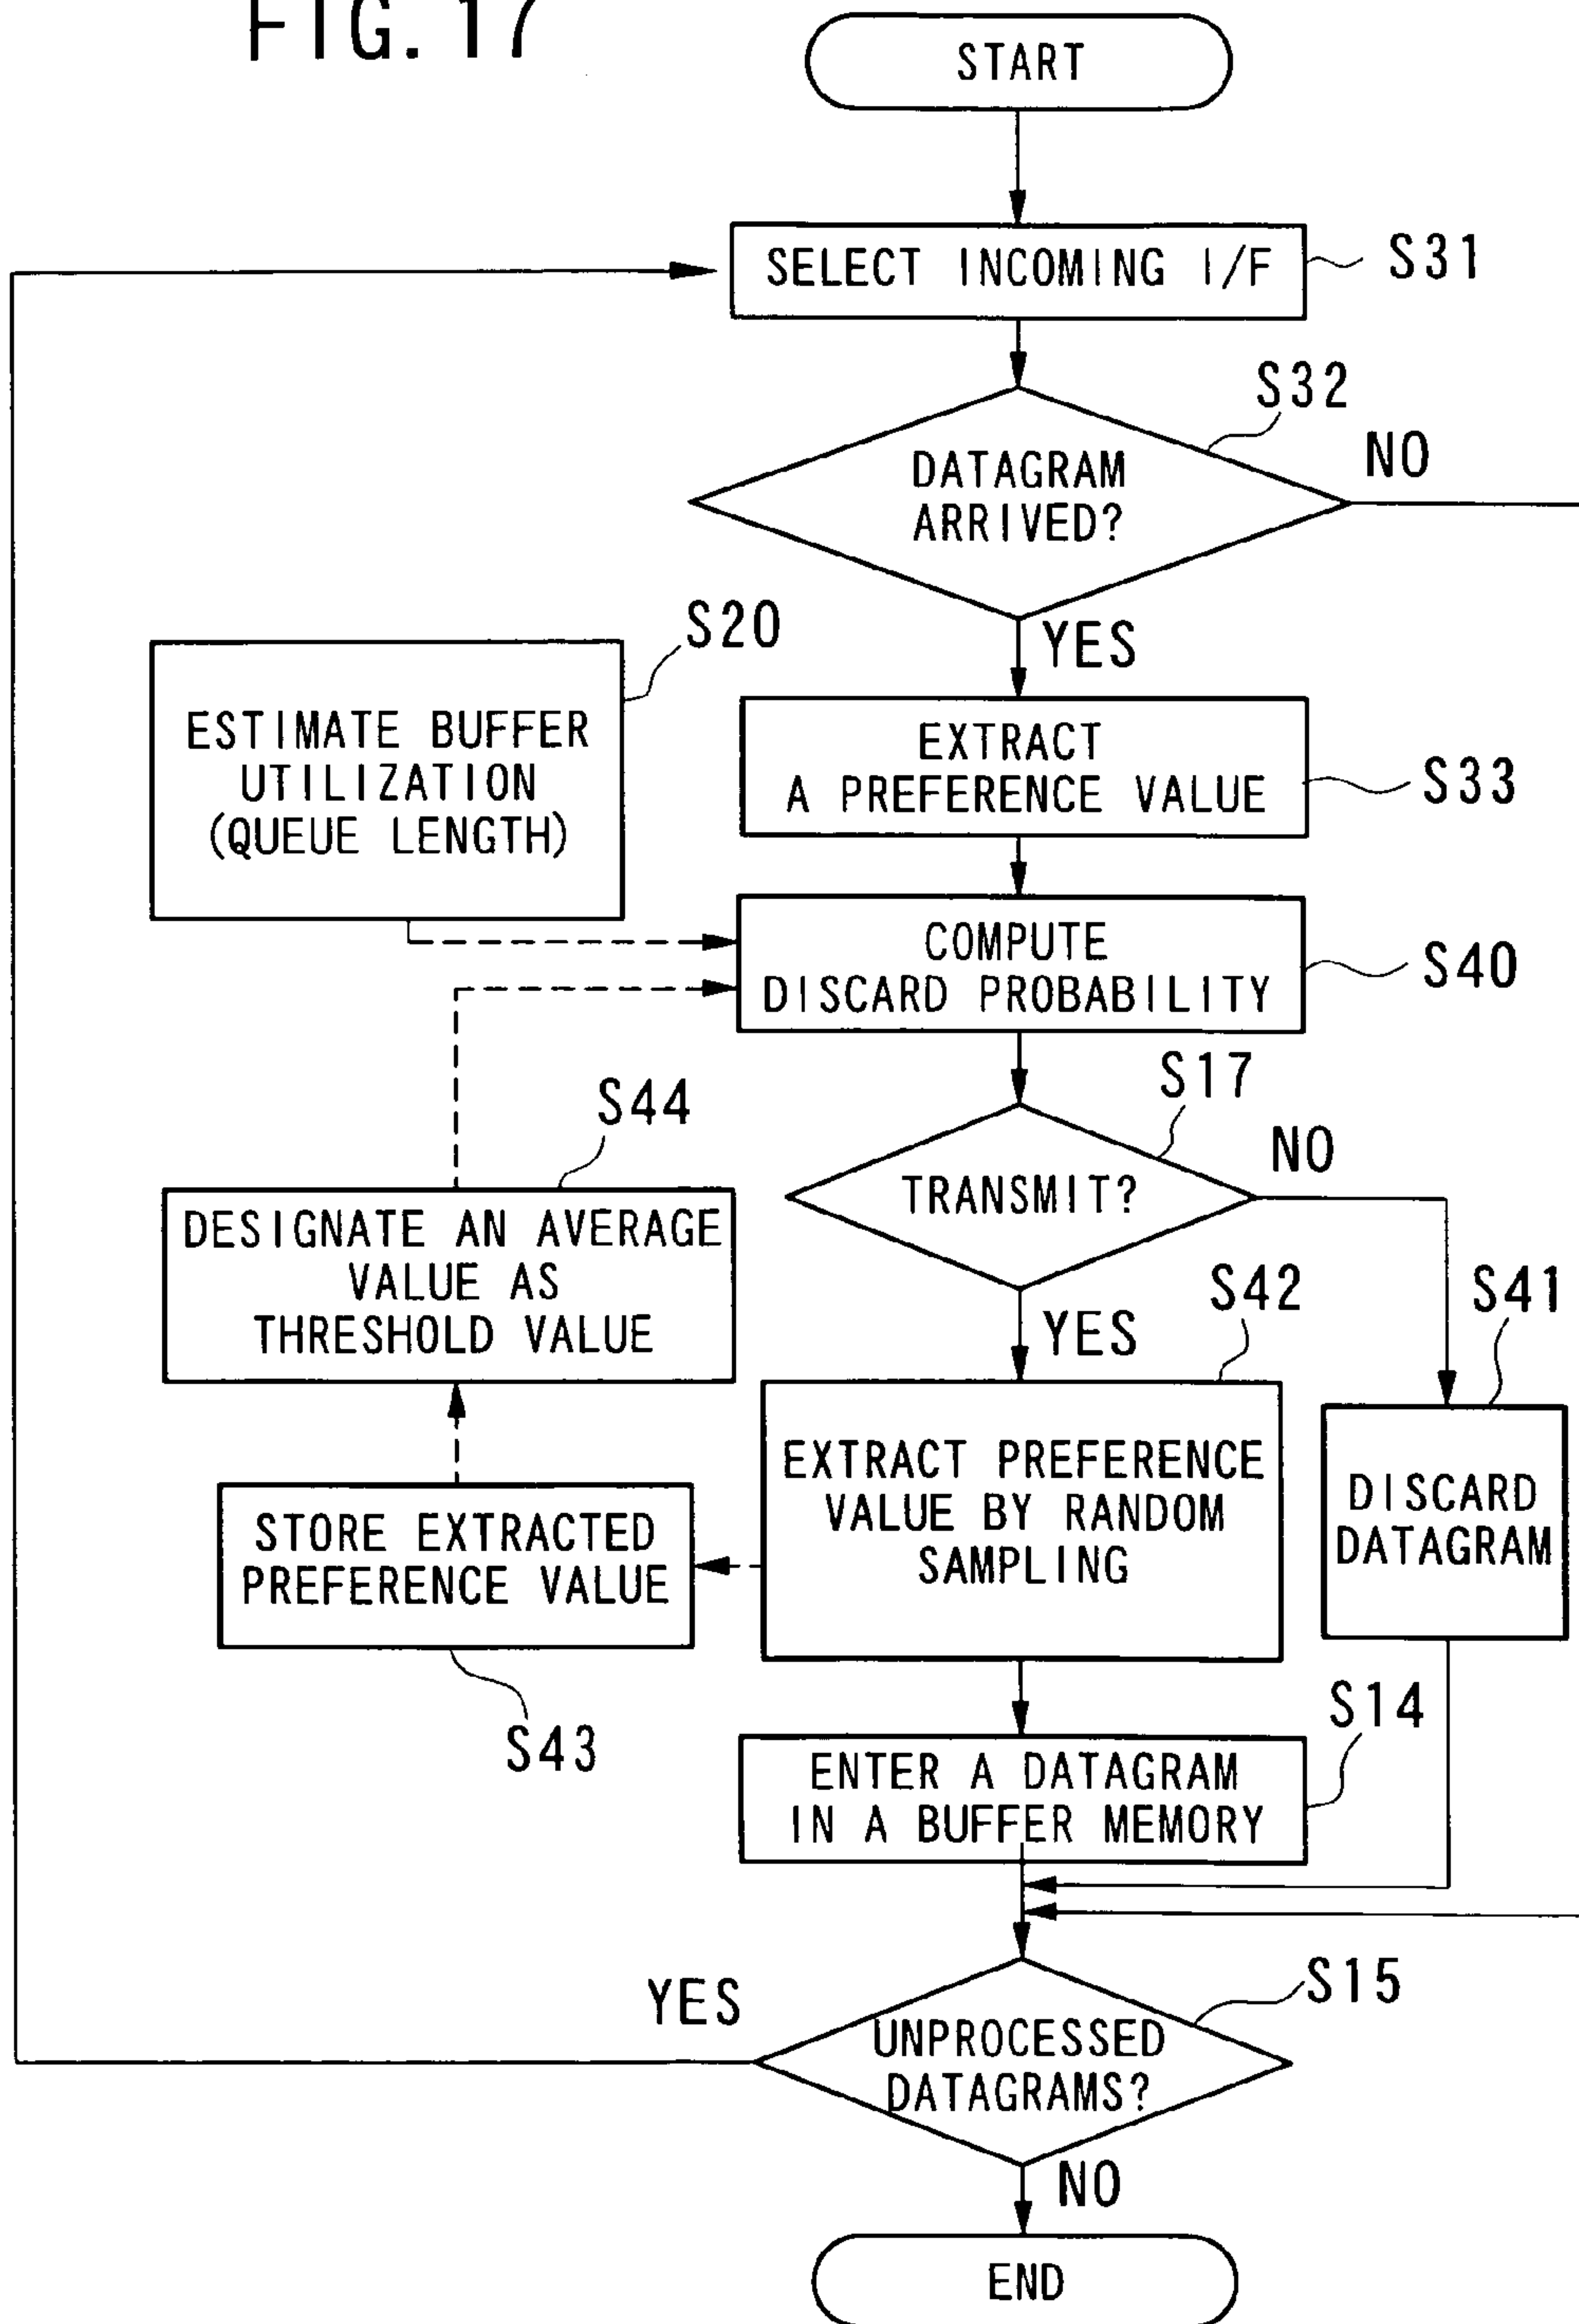 FIG. 17
START
SELECT INCOMING I/F
S31
S32
DATAGRAM
ARRIVED?
NO
YES
S20
ESTIMATE BUFFER
UTILIZATION
(QUEUE LENGTH)
EXTRACT
A PREFERENCE VALUE
S33
COMPUTE
DISCARD PROBABILITY
S40
S17
TRANSMIT?
NO
YES
S44
DESIGNATE AN AVERAGE
VALUE AS
THRESHOLD VALUE
S42
EXTRACT PREFERENCE
VALUE BY RANDOM
SAMPLING
S41
DISCARD
DATAGRAM
STORE EXTRACTED
PREFERENCE VALUE
S43
S14
ENTER A DATAGRAM
IN A BUFFER MEMORY
S15
YES
UNPROCESSED
DATAGRAMS?
NO
END